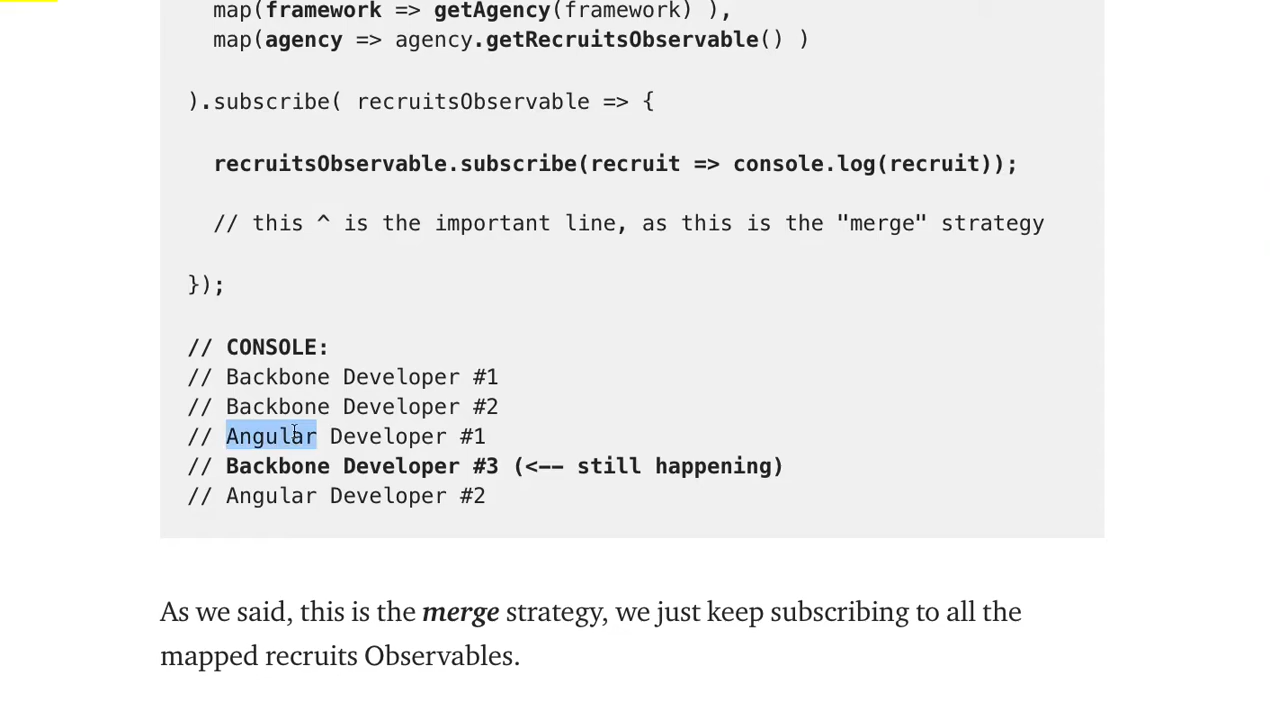 map(framework => getAgency(framework) ),
map(agency => agency.getRecruitsObservable() )
).subscribe( recruitsObservable => {
recruitsObservable.subscribe(recruit => console.log(recruit));
// this ^ is the important line, as this is the "merge" strategy
});
// CONSOLE:
// Backbone Developer #1
// Backbone Developer #2
// Angular Developer #1
// Backbone Developer #3 (<-- still happening)
// Angular Developer #2
As we said, this is the merge strategy, we just keep subscribing to all the
mapped recruits Observables.